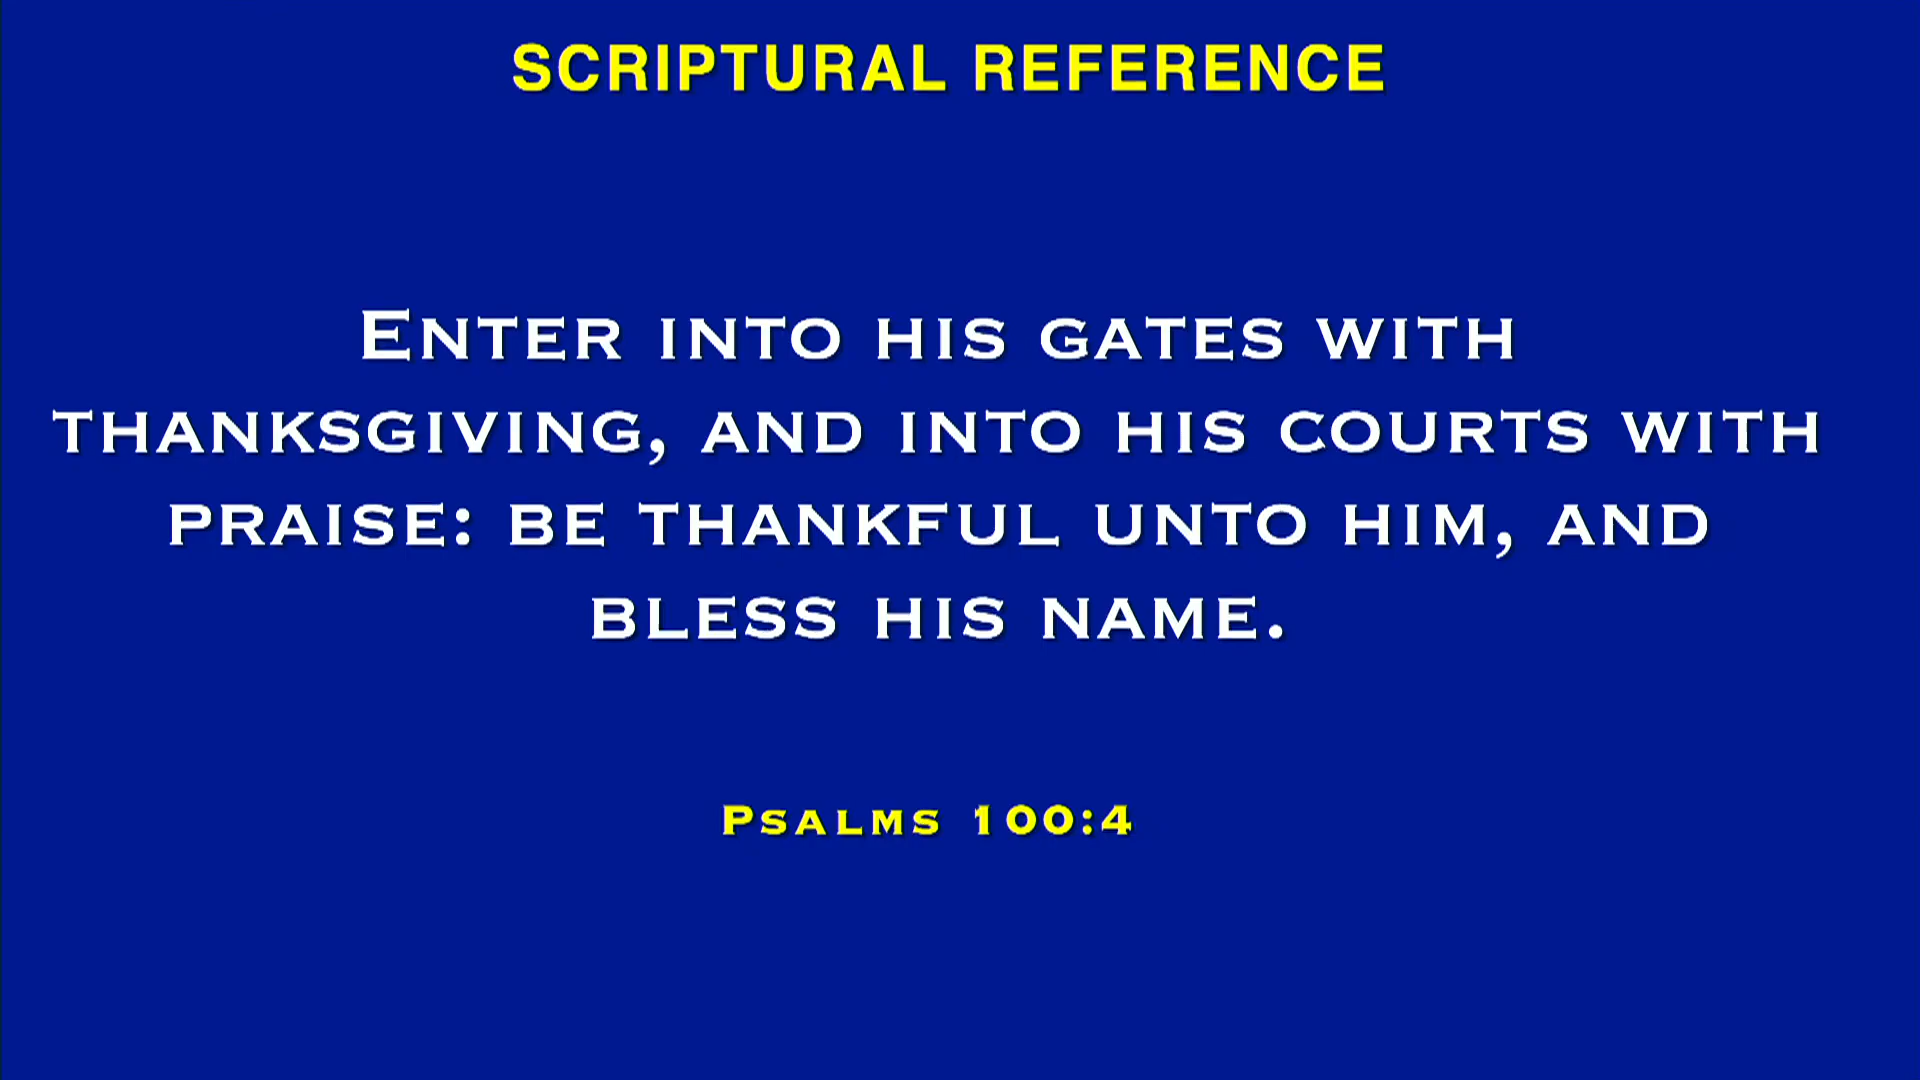 SCRIPTURAL REFERENCE
Enter into his gates with
thanksgiving, and into his courts with
praise: be thankful unto him, and
bless his name.
Psalms 100:4